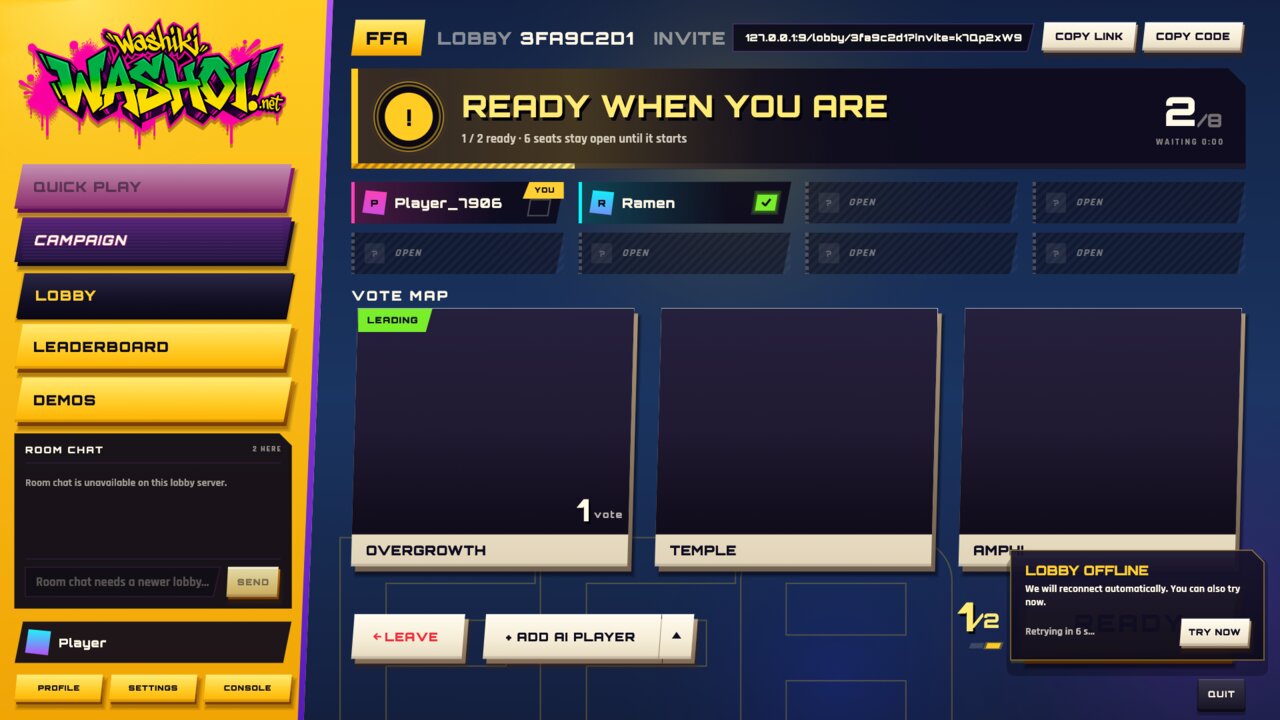 Washiki
WASHOI!
.net
QUICK PLAY
CAMPAIGN
LOBBY
LEADERBOARD
DEMOS
ROOM CHAT
2 HERE
Room chat is unavailable on this lobby server.
Room chat needs a newer lobby...
SEND
Player
PROFILE
SETTINGS
CONSOLE
FFA
LOBBY 3FA9C2D1
INVITE
127.0.0.1:9/lobby/3fa9c2d1?invite=k7Qp2xW9
COPY LINK
COPY CODE
!
READY WHEN YOU ARE
1 / 2 ready · 6 seats stay open until it starts
2/8
WAITING 0:00
P
Player_7906
YOU
R
Ramen
? OPEN
? OPEN
? OPEN
? OPEN
? OPEN
? OPEN
VOTE MAP
LEADING
1 vote
OVERGROWTH
TEMPLE
← LEAVE
+ ADD AI PLAYER
1/2
READY
LOBBY OFFLINE
We will reconnect automatically. You can also try
now.
Retrying in 6 s...
TRY NOW
QUIT